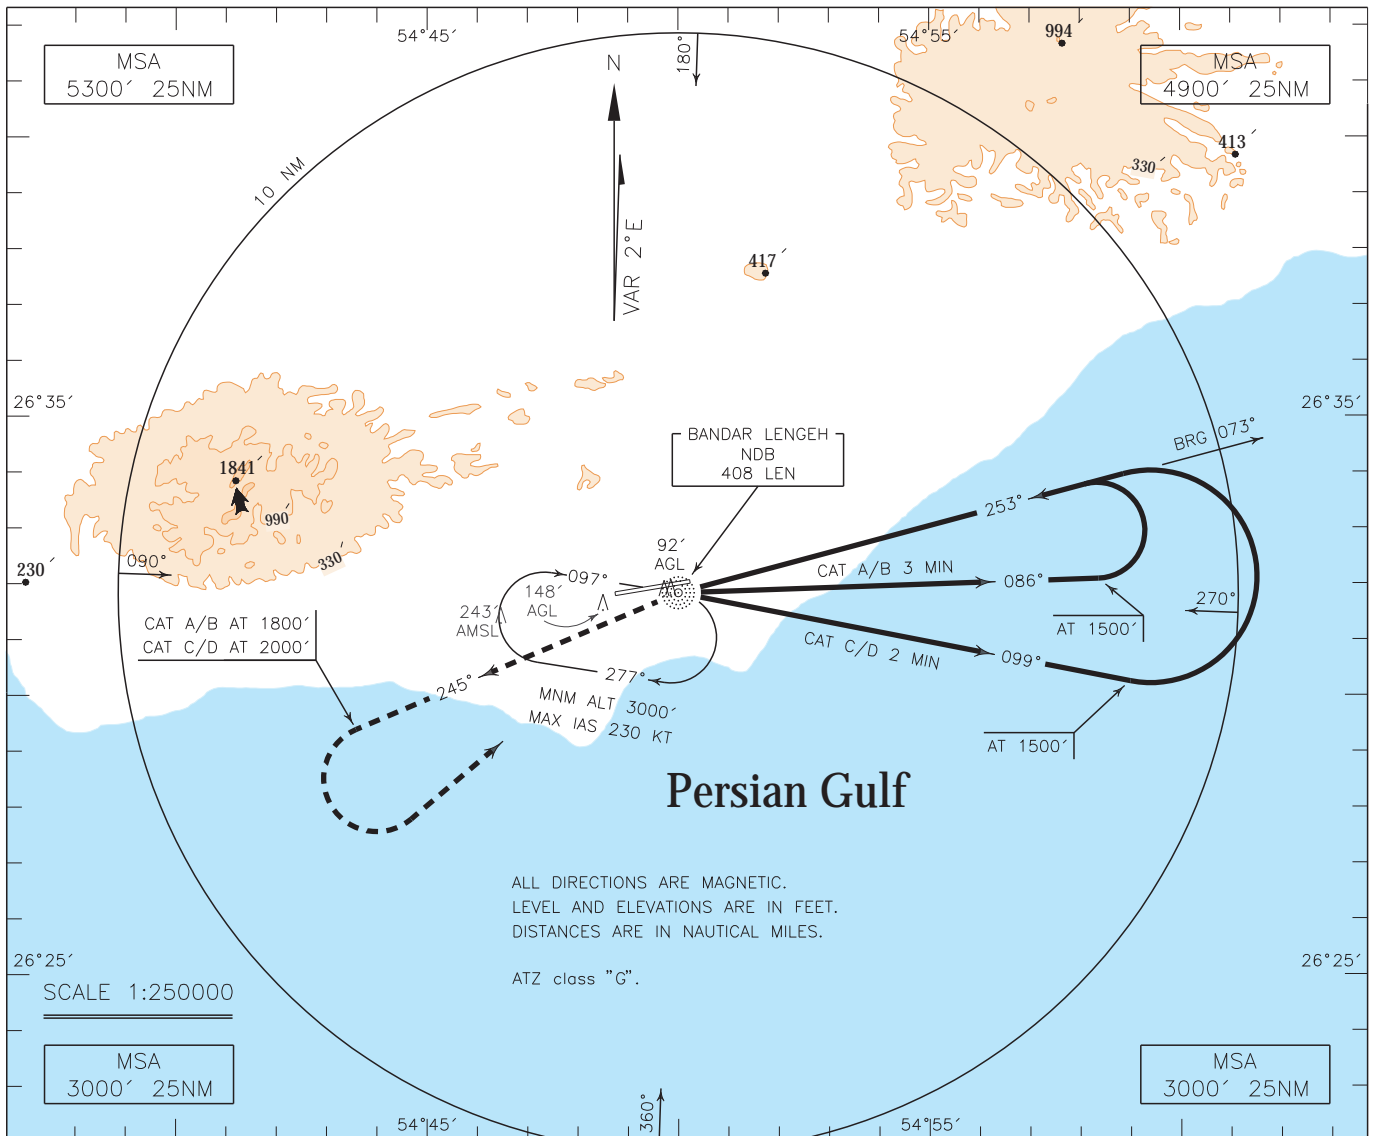 54°45´
54°55´
994´
MSA
5300´ 25NM
N
180°
MSA
4900´ 25NM
413´
330´
10 NM
VAR 2°E
417´
26°35´
26°35´
BRG 073°
BANDAR LENGEH
NDB
408 LEN
1841´
990´
330´
253°
230´
090°
92´
AGL
097°
CAT A/B 3 MIN
086°
148´
AGL
243´
AMSL
270°
CAT A/B AT 1800´
CAT C/D AT 2000´
AT 1500´
CAT C/D 2 MIN
099°
277°
245°
MNM ALT 3000´
MAX IAS 230 KT
AT 1500´
Persian Gulf
ALL DIRECTIONS ARE MAGNETIC.
LEVEL AND ELEVATIONS ARE IN FEET.
DISTANCES ARE IN NAUTICAL MILES.
ATZ class "G".
26°25´
26°25´
SCALE 1:250000
MSA
3000´ 25NM
MSA
3000´ 25NM
360°
54°45´
54°55´